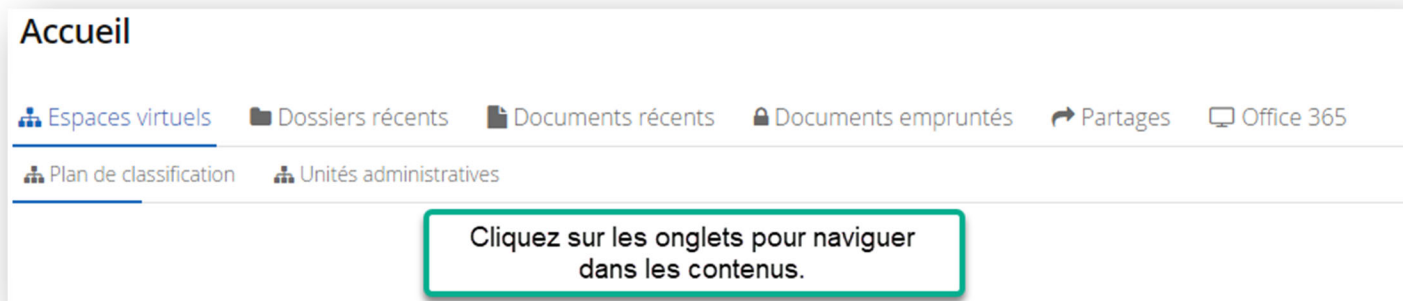 Accueil
Espaces virtuels Dossiers récents Documents récents Documents empruntés Partages Office 365
Plan de classification Unités administratives
Cliquez sur les onglets pour naviguer
dans les contenus.